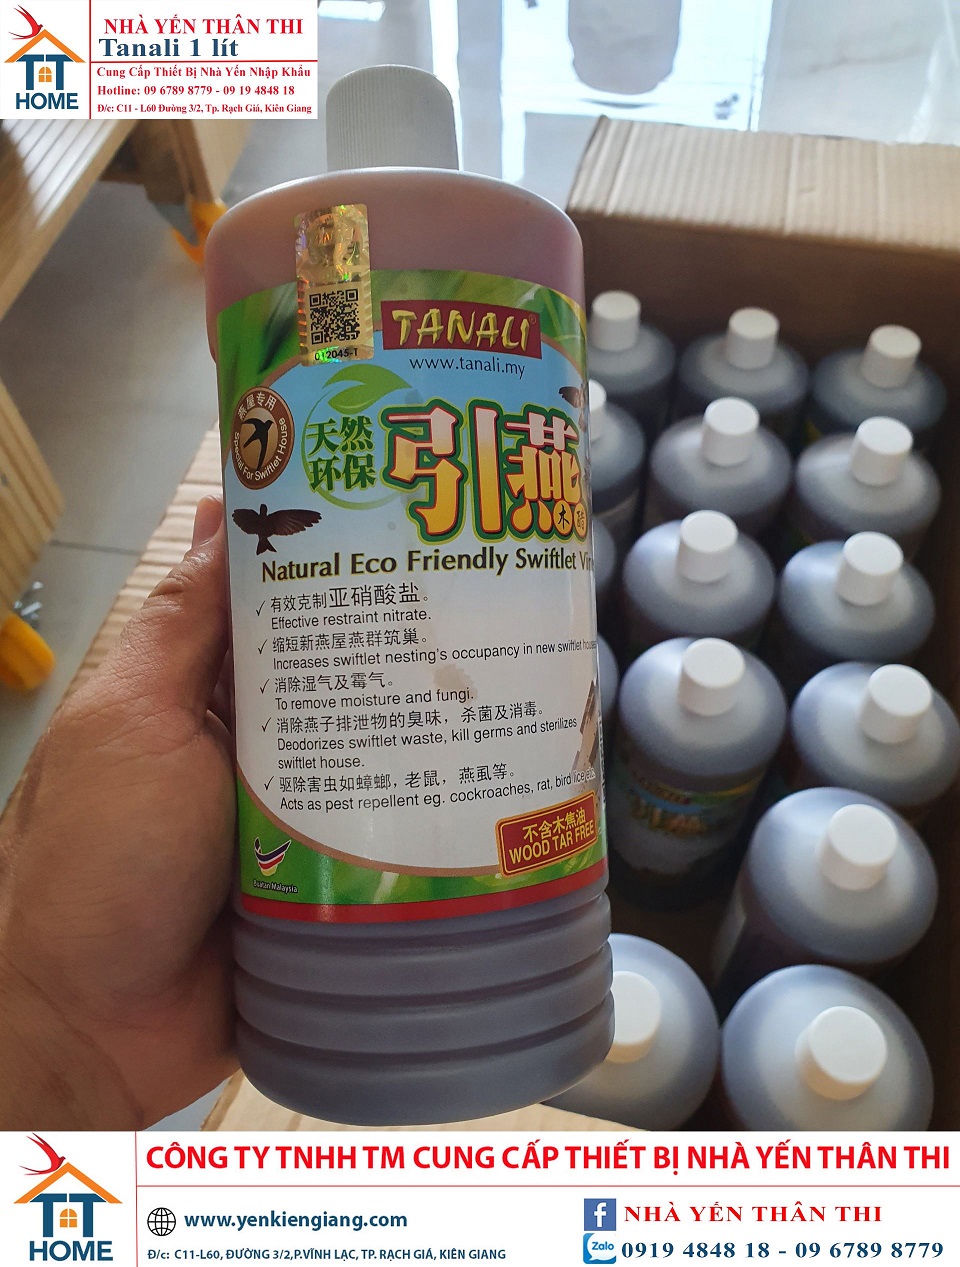 NHÀ YẾN THÂN THI
Tanali 1 lít
Cung Cấp Thiết Bị Nhà Yến Nhập Khẩu
Hotline: 09 6789 8779 - 09 19 4848 18
Đ/c: C11 - L60 Đường 3/2, Tp. Rạch Giá, Kiên Giang
TT
HOME
012045-T
TANALI®
www.tanali.my
燕屋专用
Special For Swiftlet House
天然
环保
引燕
木醋
Natural Eco Friendly Swiftlet
✓ 有效克制亚硝酸盐。
Effective restraint nitrate.
✓ 缩短新燕屋燕群筑巢。
Increases swiftlet nesting's occupancy in new swiftlet
✓ 消除湿气及霉气。
To remove moisture and fungi.
✓ 消除燕子排泄物的臭味，杀菌及消毒。
Deodorizes swiftlet waste, kill germs and sterilizes
swiftlet house.
✓ 驱除害虫如蟑螂，老鼠，燕虱等。
Acts as pest repellent eg. cockroaches, rat, bird lice
不含木焦油
WOOD TAR FREE
Buatan Malaysia
CÔNG TY TNHH TM CUNG CẤP THIẾT BỊ NHÀ YẾN THÂN THI
TT
HOME
www.yenkiengiang.com
Đ/c: C11-L60, ĐƯỜNG 3/2,P.VĨNH LẠC, TP. RẠCH GIÁ, KIÊN GIANG
f NHÀ YẾN THÂN THI
Zalo 0919 4848 18 - 09 6789 8779